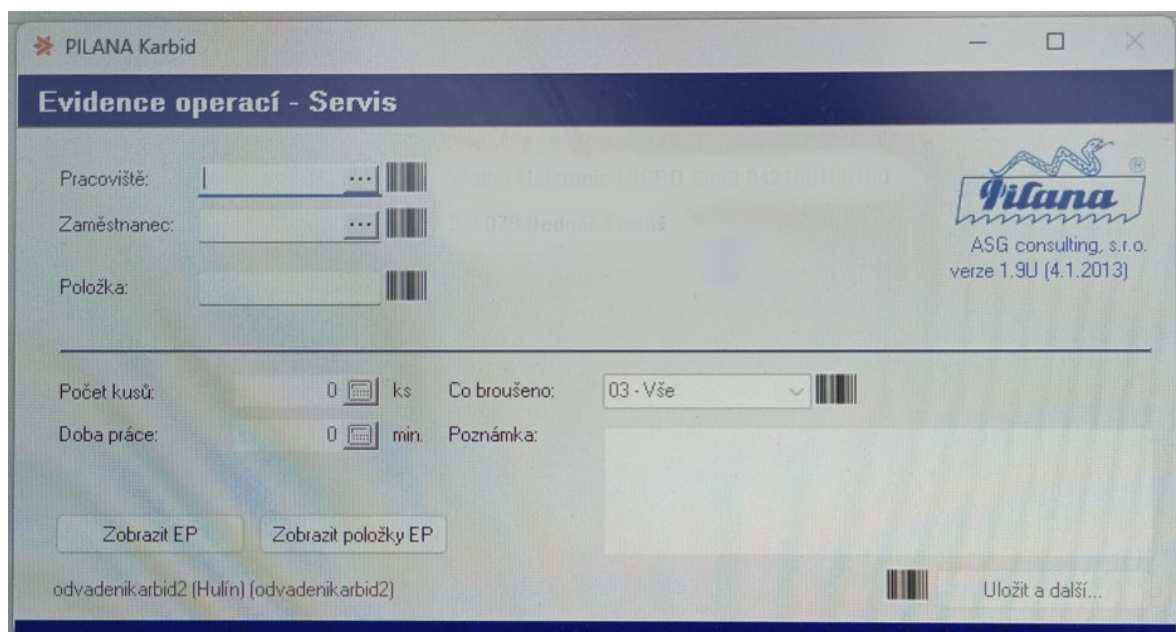 PILANA Karbid
Evidence operací - Servis
Pracoviště:
Zaměstnanec:
Položka:
®
Pilana
ASG consulting, s.r.o.
verze 1.9U (4.1.2013)
Počet kusů: 0 ks Co broušeno: 03 - Vše
Doba práce: 0 min. Poznámka:
Zobrazit EP Zobrazit položky EP
odvadenikarbid2 (Hulín) (odvadenikarbid2) Uložit a další...